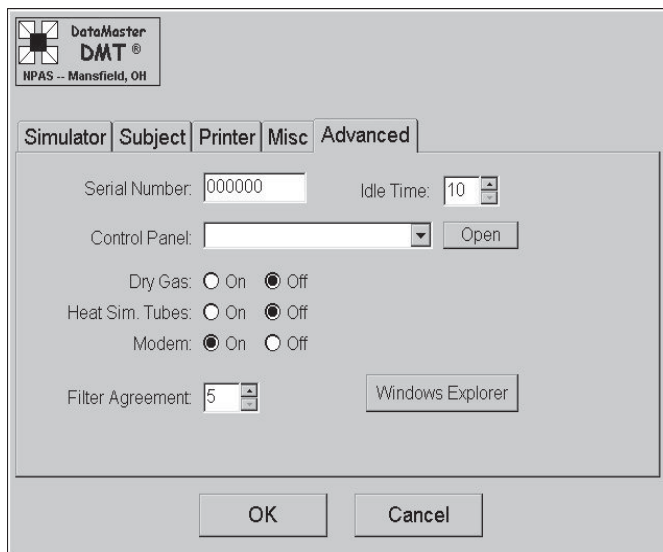 DataMaster
DMT ®
NPAS -- Mansfield, OH
Simulator Subject Printer Misc Advanced
Serial Number: 000000 Idle Time: 10
Control Panel: Open
Dry Gas: On Off
Heat Sim. Tubes: On Off
Modem: On Off
Filter Agreement: 5 Windows Explorer
OK Cancel